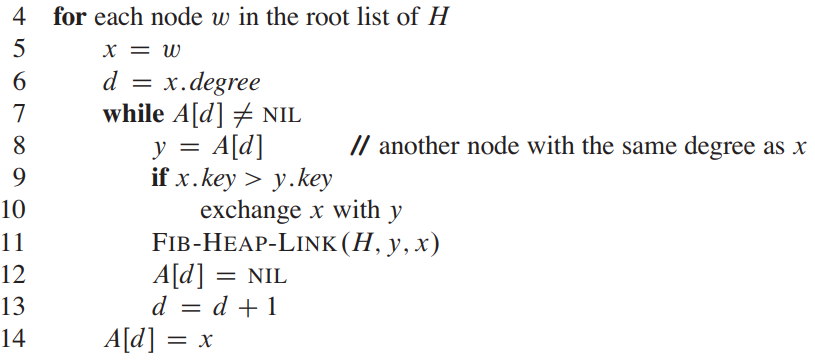 4 for each node w in the root list of H
5 x = w
6 d = x.degree
7 while A[d] ≠ NIL
8 y = A[d] // another node with the same degree as x
9 if x.key > y.key
10 exchange x with y
11 FIB-HEAP-LINK(H, y, x)
12 A[d] = NIL
13 d = d + 1
14 A[d] = x